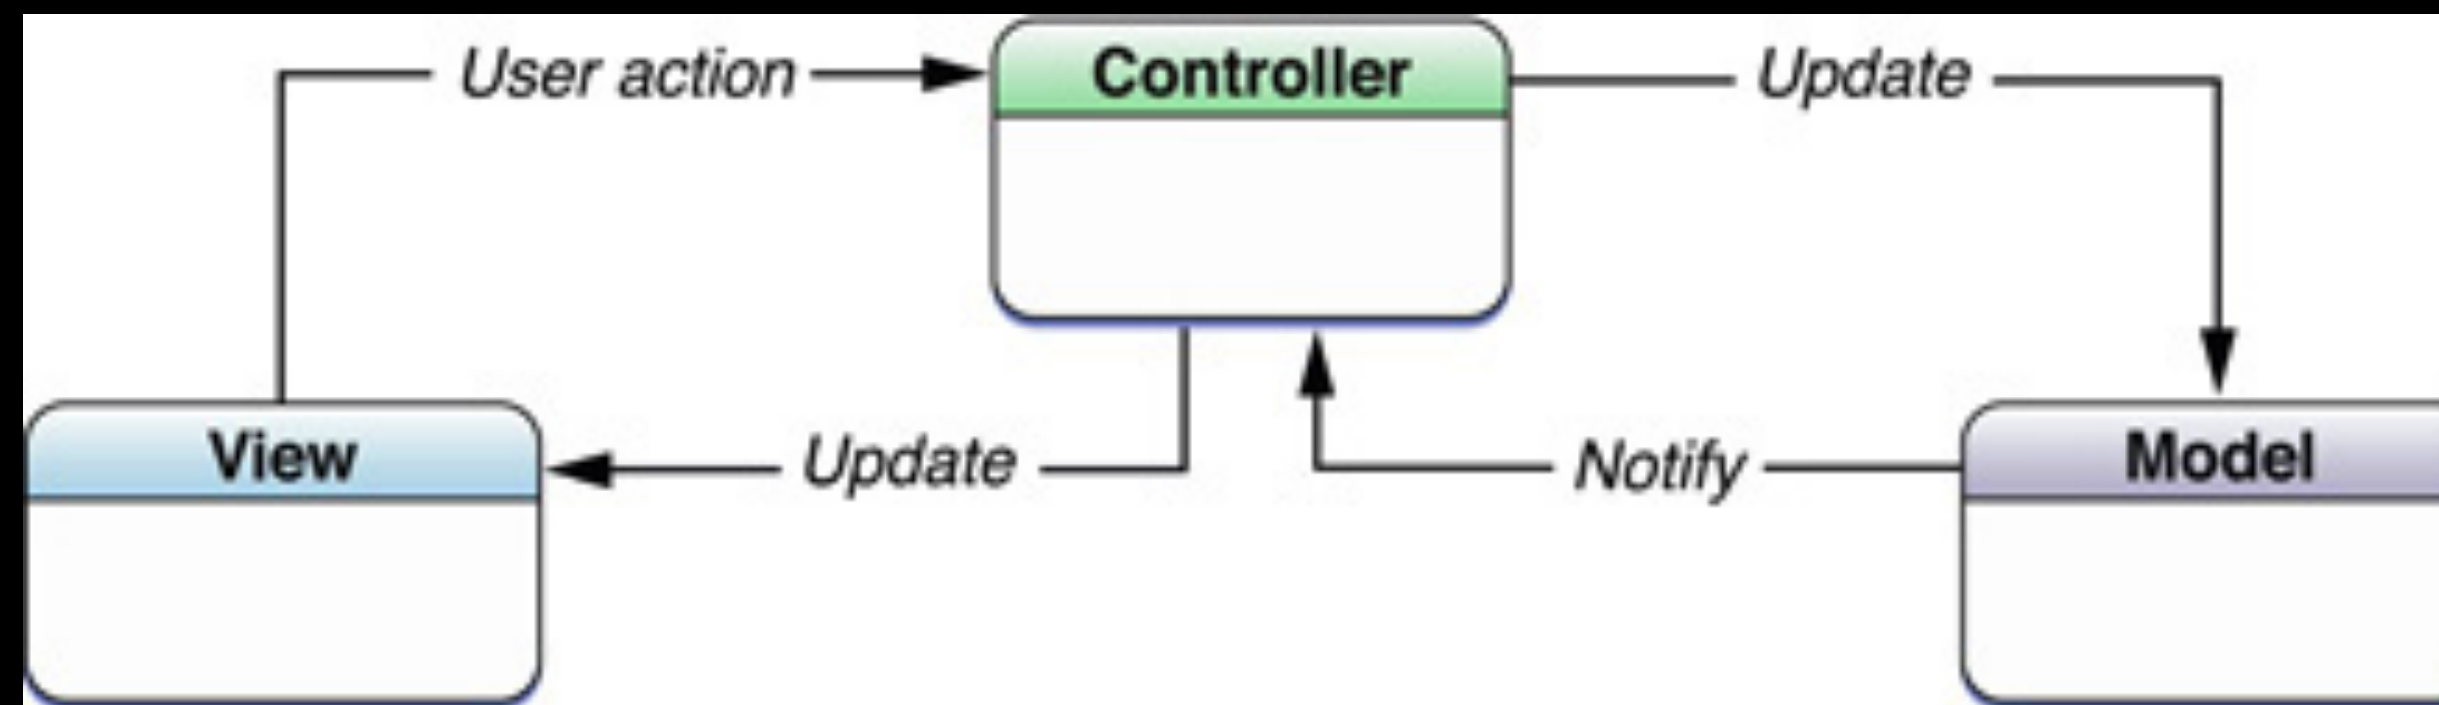 User action
Controller
Update
View
Update
Notify
Model